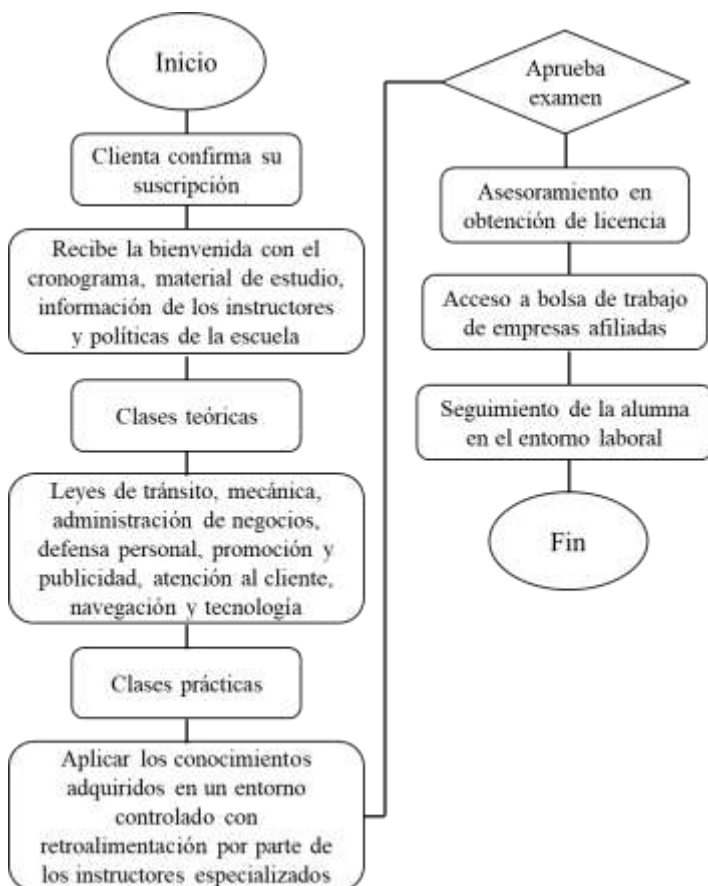 Inicio
Clienta confirma su
suscripción
Recibe la bienvenida con el
cronograma, material de estudio,
información de los instructores
y políticas de la escuela
Clases teóricas
Leyes de tránsito, mecánica,
administración de negocios,
defensa personal, promoción y
publicidad, atención al cliente,
navegación y tecnología
Clases prácticas
Aplicar los conocimientos
adquiridos en un entorno
controlado con
retroalimentación por parte de
los instructores especializados
Aprueba
examen
Asesoramiento en
obtención de licencia
Acceso a bolsa de trabajo
de empresas afiliadas
Seguimiento de la alumna
en el entorno laboral
Fin